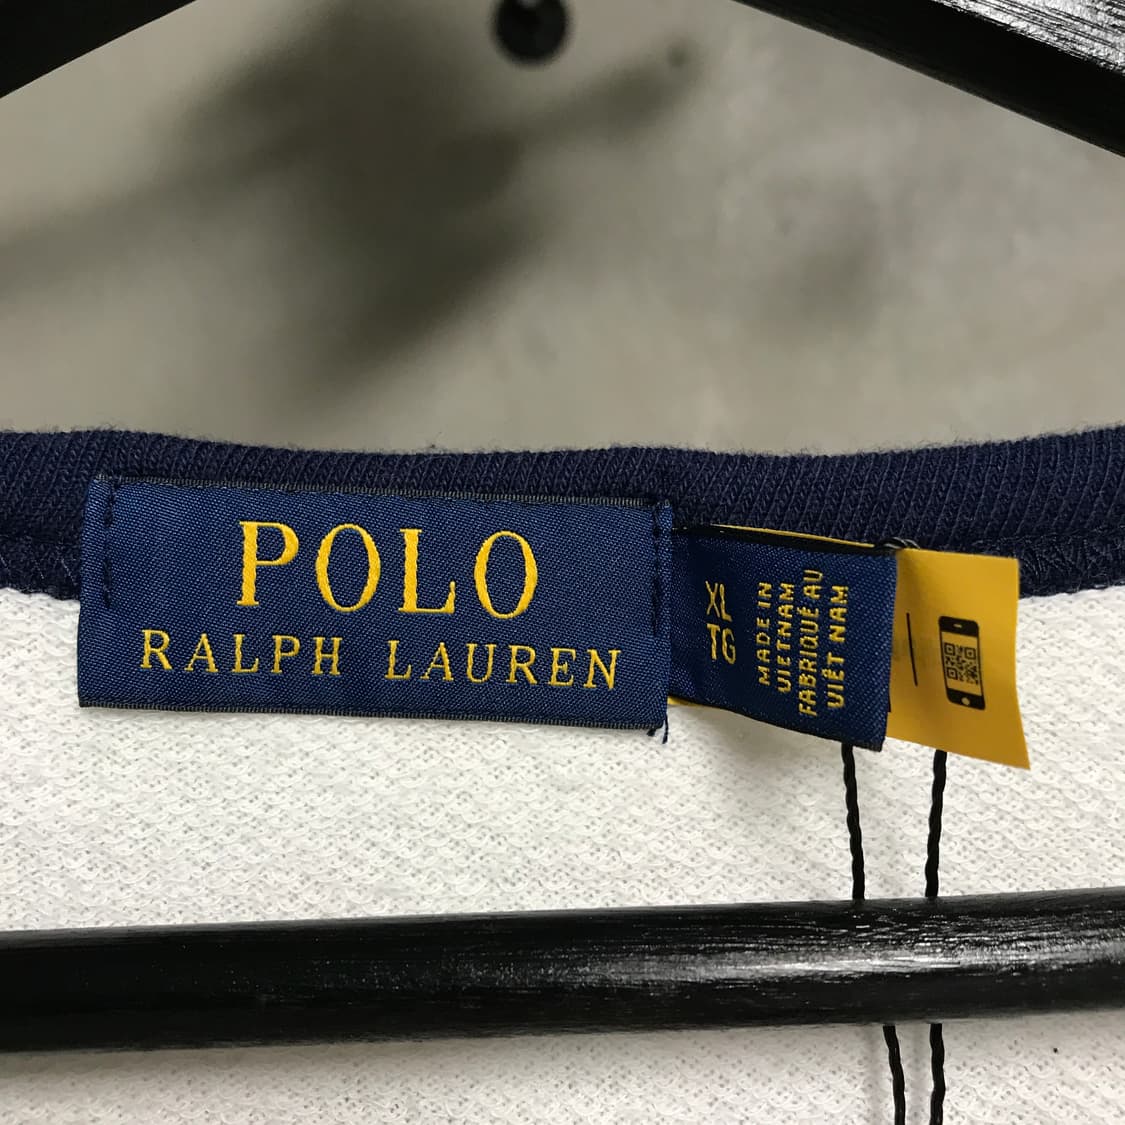 POLO
RALPH LAUREN
XL
TG
MADE IN
VIETNAM
FABRIQUÉ AU
VIÊT NAM